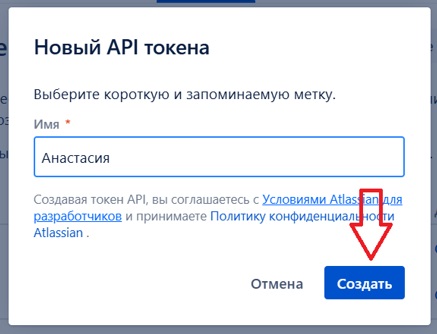 Новый API токена
Выберите короткую и запоминаемую метку.
Имя *
Анастасия
Создавая токен API, вы соглашаетесь с Условиями Atlassian для
разработчиков и принимаете Политику конфиденциальности
Atlassian .
Отмена Создать